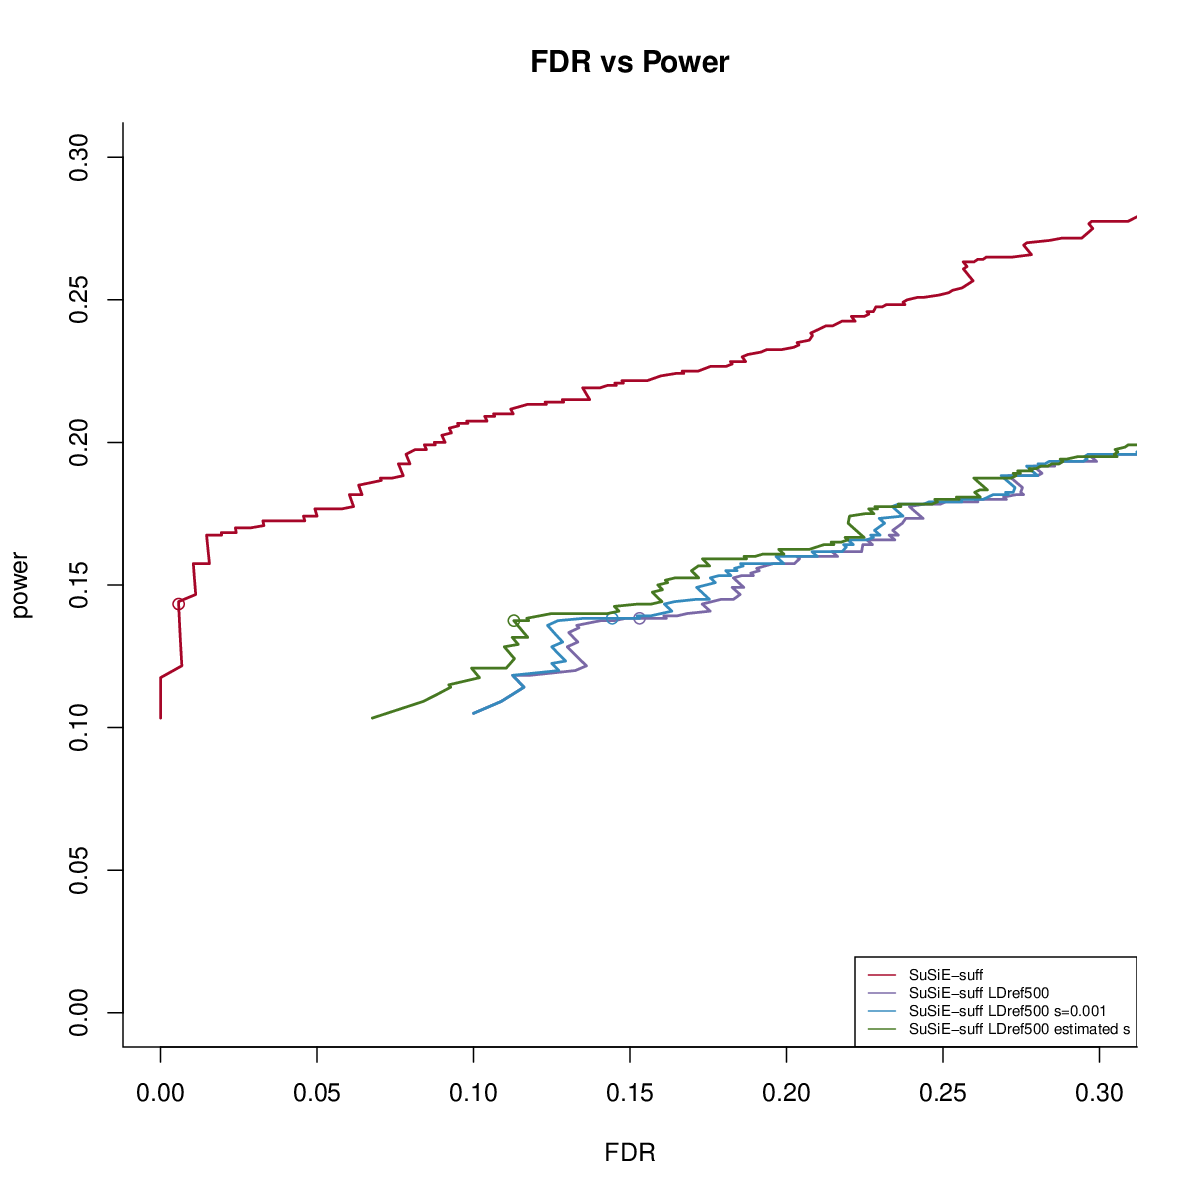 FDR vs Power
power
0.30
0.25
0.20
0.15
0.10
0.05
0.00
SuSiE−suff
SuSiE−suff LDref500
SuSiE−suff LDref500 s=0.001
SuSiE−suff LDref500 estimated s
0.00 0.05 0.10 0.15 0.20 0.25 0.30
FDR